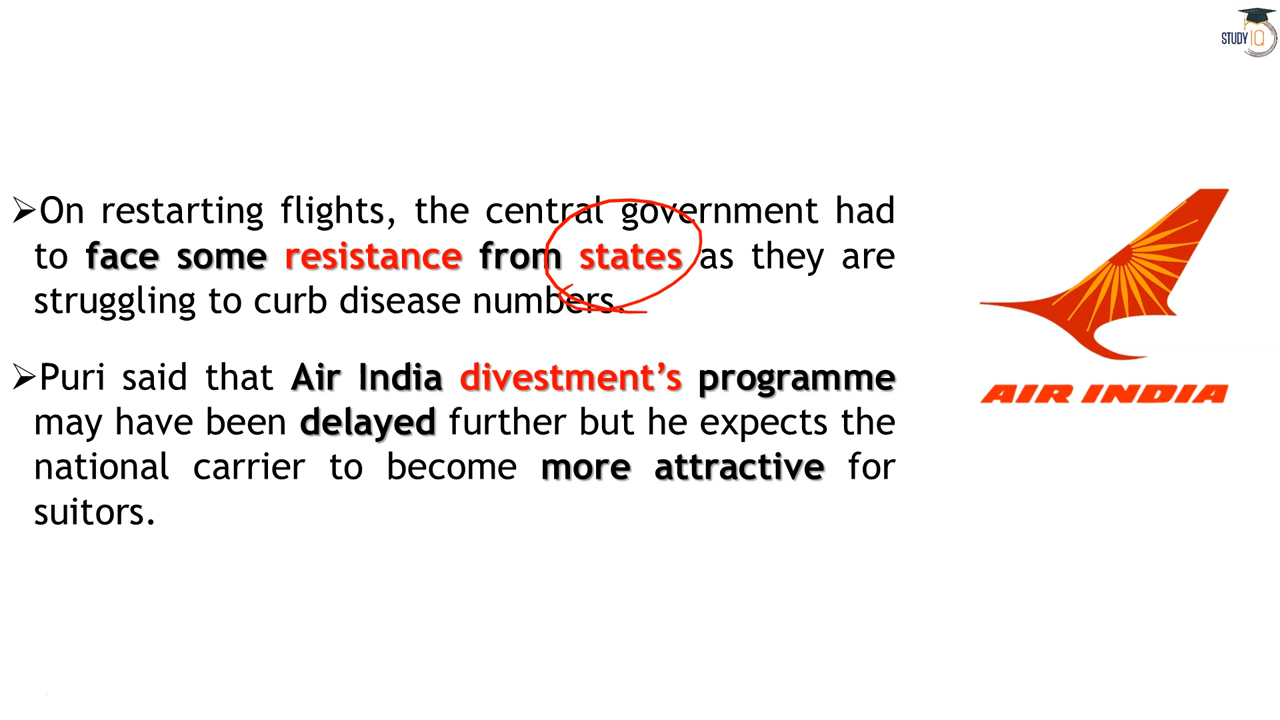 STUDY IQ
➢On restarting flights, the central government had
to face some resistance from states as they are
struggling to curb disease numbers.
➢Puri said that Air India divestment's programme
may have been delayed further but he expects the
national carrier to become more attractive for
suitors.
AIR INDIA